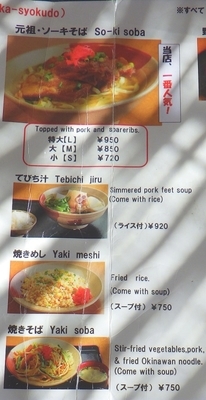 ka-syokudo)
※すべて
元祖・ソーキそば So-ki soba
当店、一番人気!
Topped with pork and spareribs.
特大[L] ¥950
大 [M] ¥850
小 [S] ¥720
てびち汁 Tebichi jiru
Simmered pork feet soup
(Come with rice)
(ライス付) ¥920
焼きめし Yaki meshi
Fried rice.
(Come with soup)
(スープ付) ¥750
焼きそば Yaki soba
Stir-fried vegetables,pork,
& fried Okinawan noodle.
(Come with soup)
(スープ付) ¥750